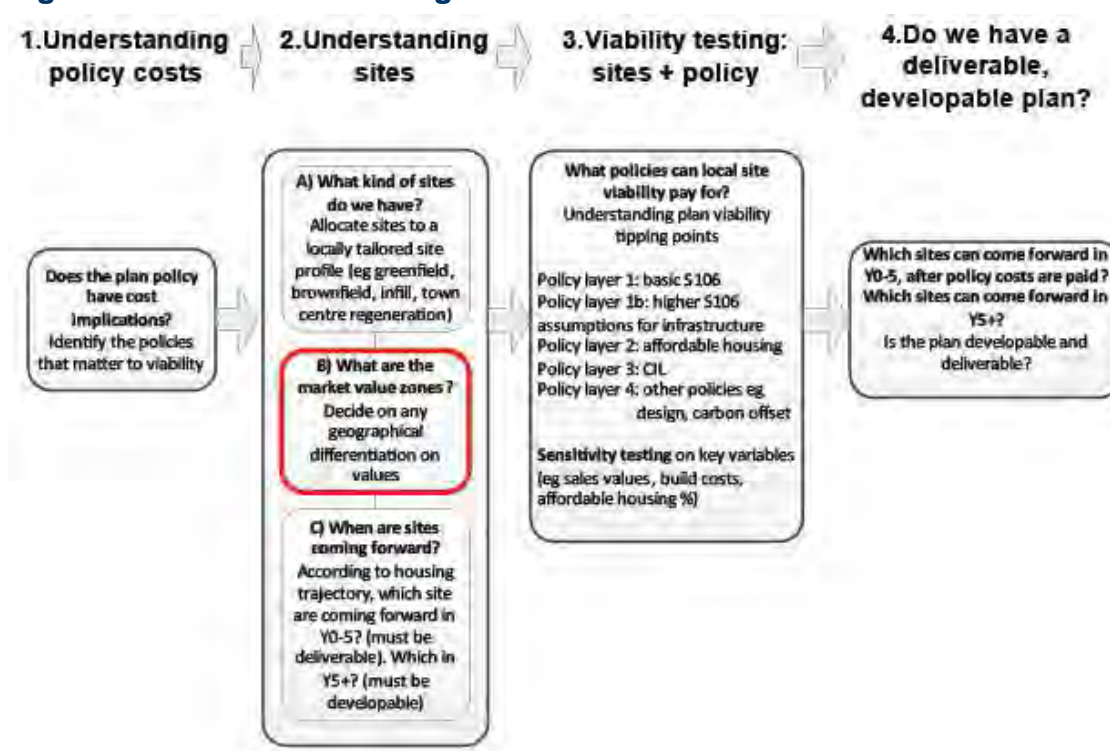 1.Understanding
policy costs
2.Understanding
sites
3.Viability testing:
sites + policy
4.Do we have a
deliverable,
developable plan?
Does the plan policy
have cost
implications?
Identify the policies
that matter to viability
A) What kind of sites
do we have?
Allocate sites to a
locally tailored site
profile (eg greenfield,
brownfield, infill, town
centre regeneration)
B) What are the
market value zones?
Decide on any
geographical
differentiation on
values
C) When are sites
coming forward?
According to housing
trajectory, which site
are coming forward in
Y0-5? (must be
deliverable). Which in
Y5+? (must be
developable)
What policies can local site
viability pay for?
Understanding plan viability
tipping points
Policy layer 1: basic S106
Policy layer 1b: higher S106
assumptions for infrastructure
Policy layer 2: affordable housing
Policy layer 3: CIL
Policy layer 4: other policies eg
design, carbon offset
Sensitivity testing on key variables
(eg sales values, build costs,
affordable housing %)
Which sites can come forward in
Y0-5, after policy costs are paid?
Which sites can come forward in
Y5+?
Is the plan developable and
deliverable?